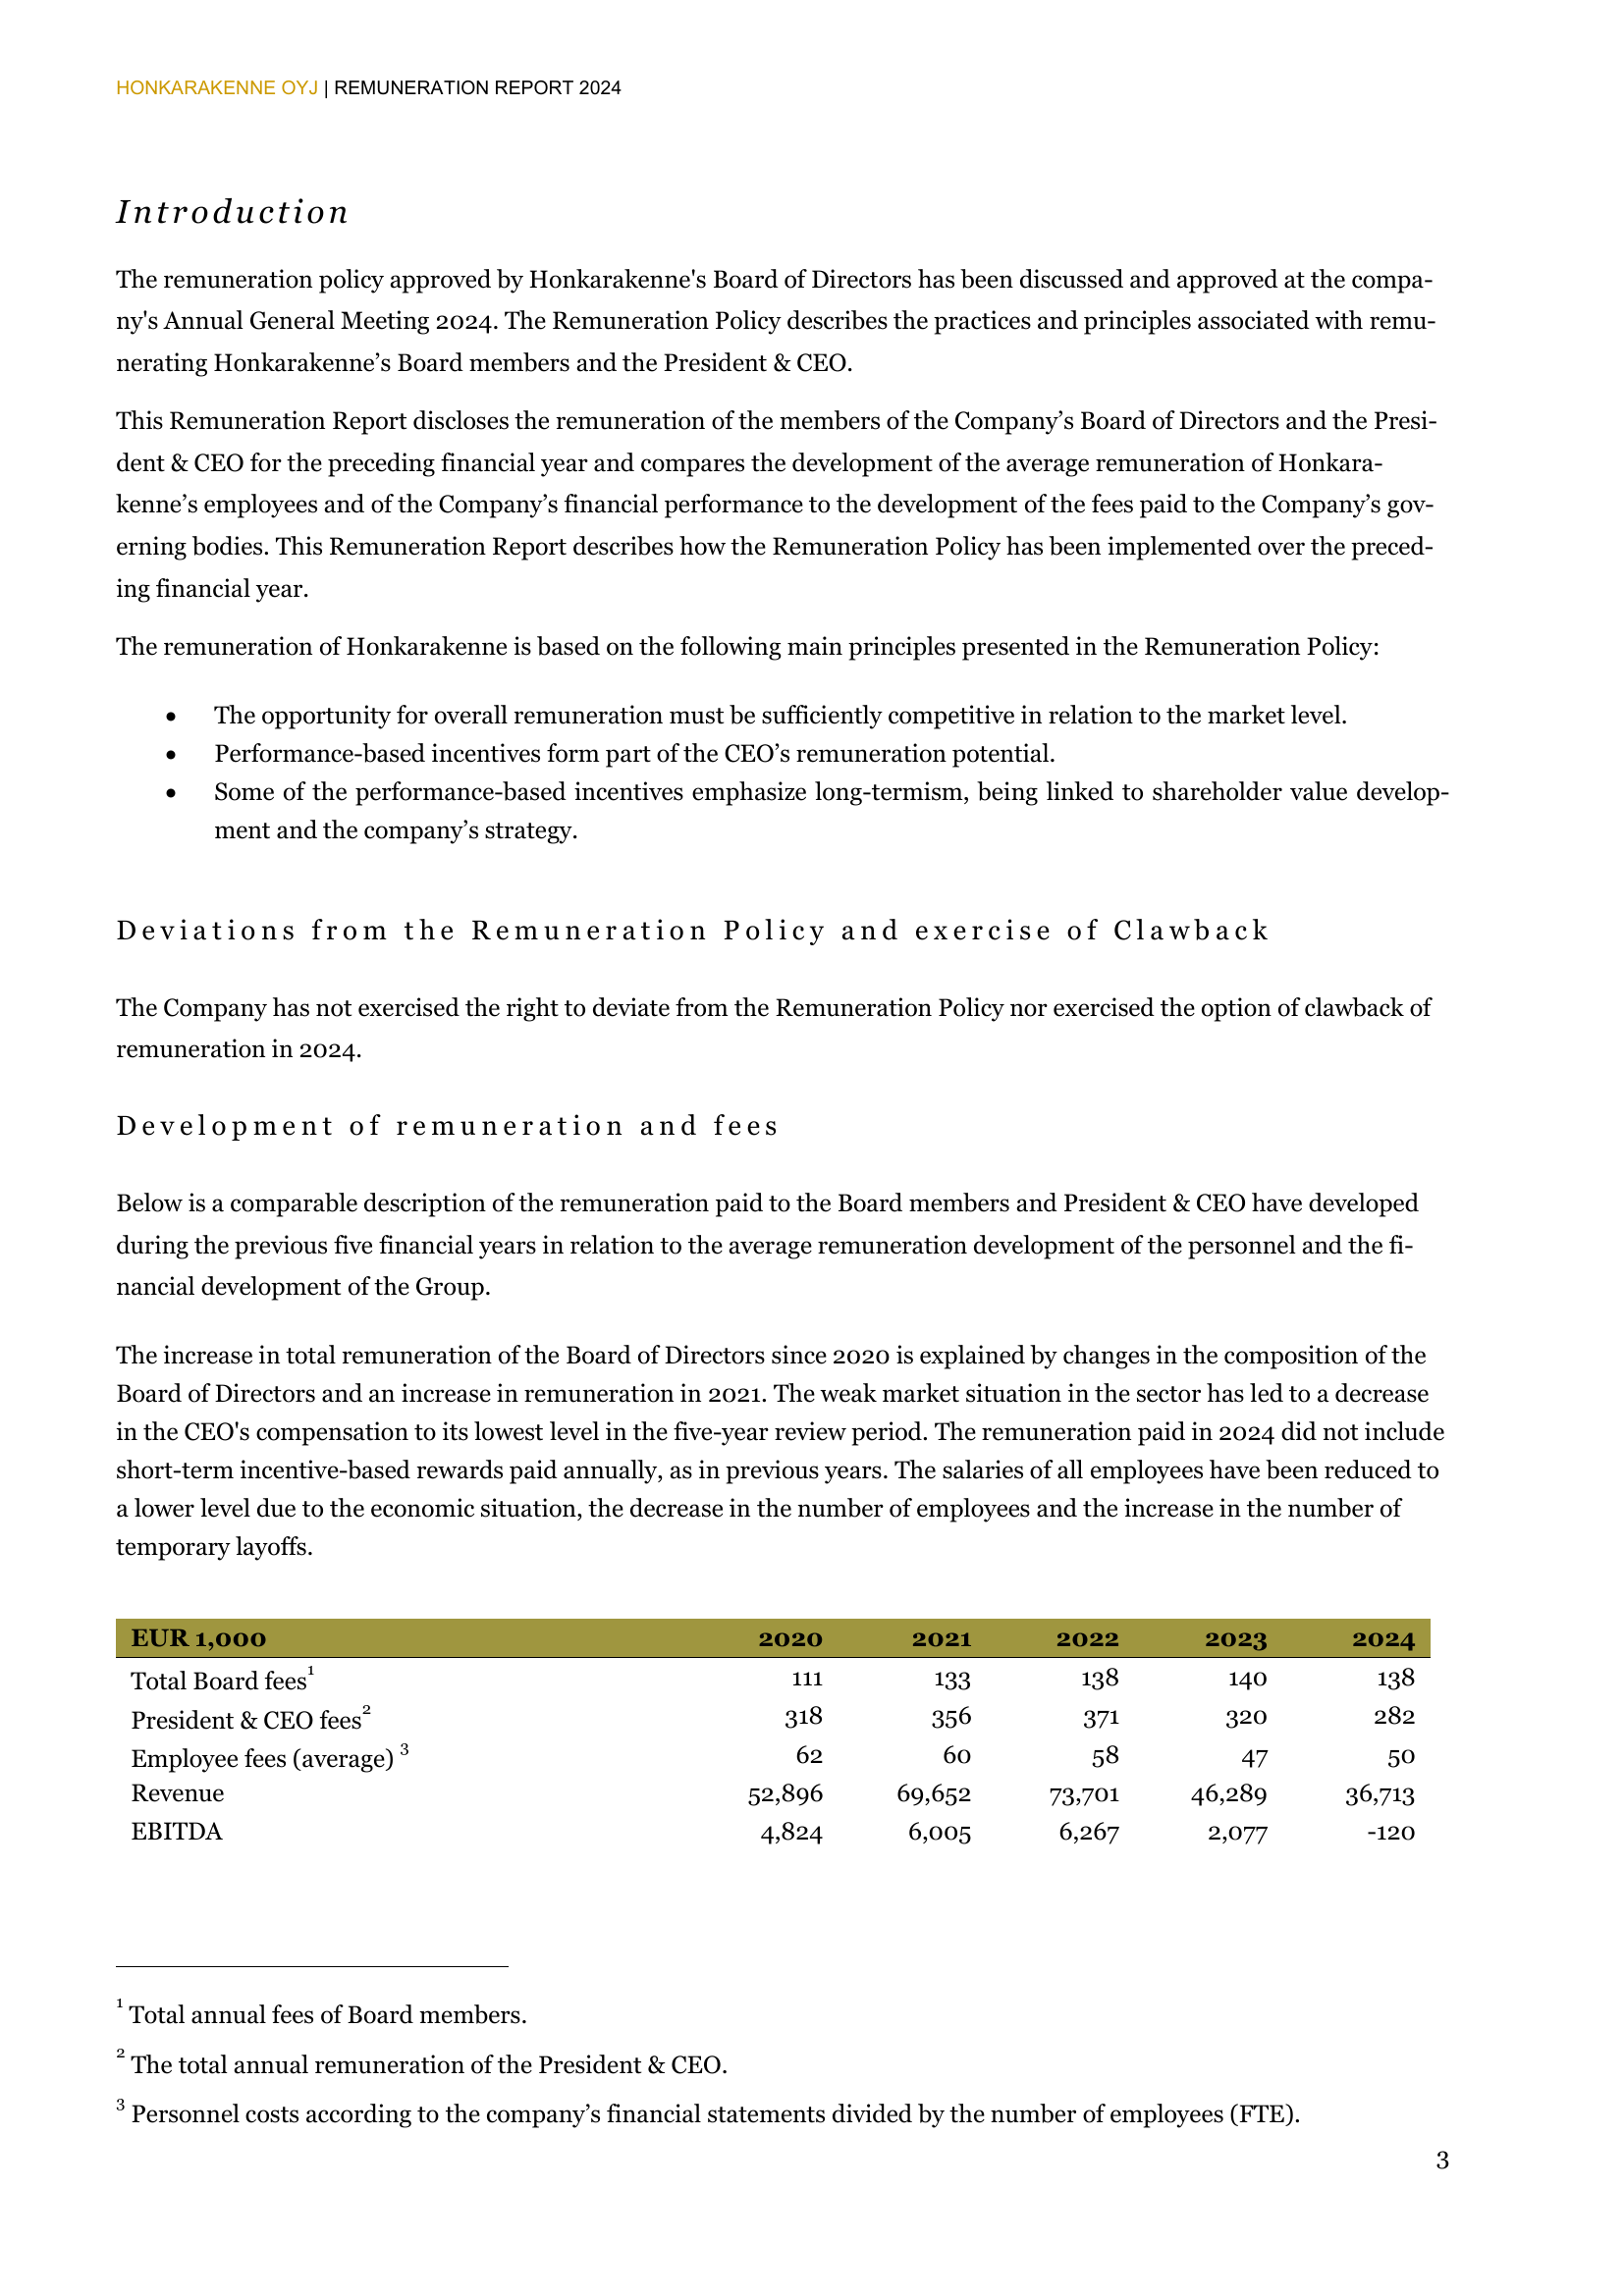 HONKARAKENNE OYJ | REMUNERATION REPORT 2024
Introduction
The remuneration policy approved by Honkarakenne's Board of Directors has been discussed and approved at the compa-
ny's Annual General Meeting 2024. The Remuneration Policy describes the practices and principles associated with remu-
nerating Honkarakenne’s Board members and the President & CEO.
This Remuneration Report discloses the remuneration of the members of the Company’s Board of Directors and the Presi-
dent & CEO for the preceding financial year and compares the development of the average remuneration of Honkara-
kenne’s employees and of the Company’s financial performance to the development of the fees paid to the Company’s gov-
erning bodies. This Remuneration Report describes how the Remuneration Policy has been implemented over the preced-
ing financial year.
The remuneration of Honkarakenne is based on the following main principles presented in the Remuneration Policy:
• The opportunity for overall remuneration must be sufficiently competitive in relation to the market level.
• Performance-based incentives form part of the CEO’s remuneration potential.
• Some of the performance-based incentives emphasize long-termism, being linked to shareholder value develop-
ment and the company’s strategy.
Deviations from the Remuneration Policy and exercise of Clawback
The Company has not exercised the right to deviate from the Remuneration Policy nor exercised the option of clawback of
remuneration in 2024.
Development of remuneration and fees
Below is a comparable description of the remuneration paid to the Board members and President & CEO have developed
during the previous five financial years in relation to the average remuneration development of the personnel and the fi-
nancial development of the Group.
The increase in total remuneration of the Board of Directors since 2020 is explained by changes in the composition of the
Board of Directors and an increase in remuneration in 2021. The weak market situation in the sector has led to a decrease
in the CEO's compensation to its lowest level in the five-year review period. The remuneration paid in 2024 did not include
short-term incentive-based rewards paid annually, as in previous years. The salaries of all employees have been reduced to
a lower level due to the economic situation, the decrease in the number of employees and the increase in the number of
temporary layoffs.
EUR 1,000 2020 2021 2022 2023 2024
Total Board fees1 111 133 138 140 138
President & CEO fees2 318 356 371 320 282
Employee fees (average) 3 62 60 58 47 50
Revenue 52,896 69,652 73,701 46,289 36,713
EBITDA 4,824 6,005 6,267 2,077 -120
1 Total annual fees of Board members.
2 The total annual remuneration of the President & CEO.
3 Personnel costs according to the company’s financial statements divided by the number of employees (FTE).
3